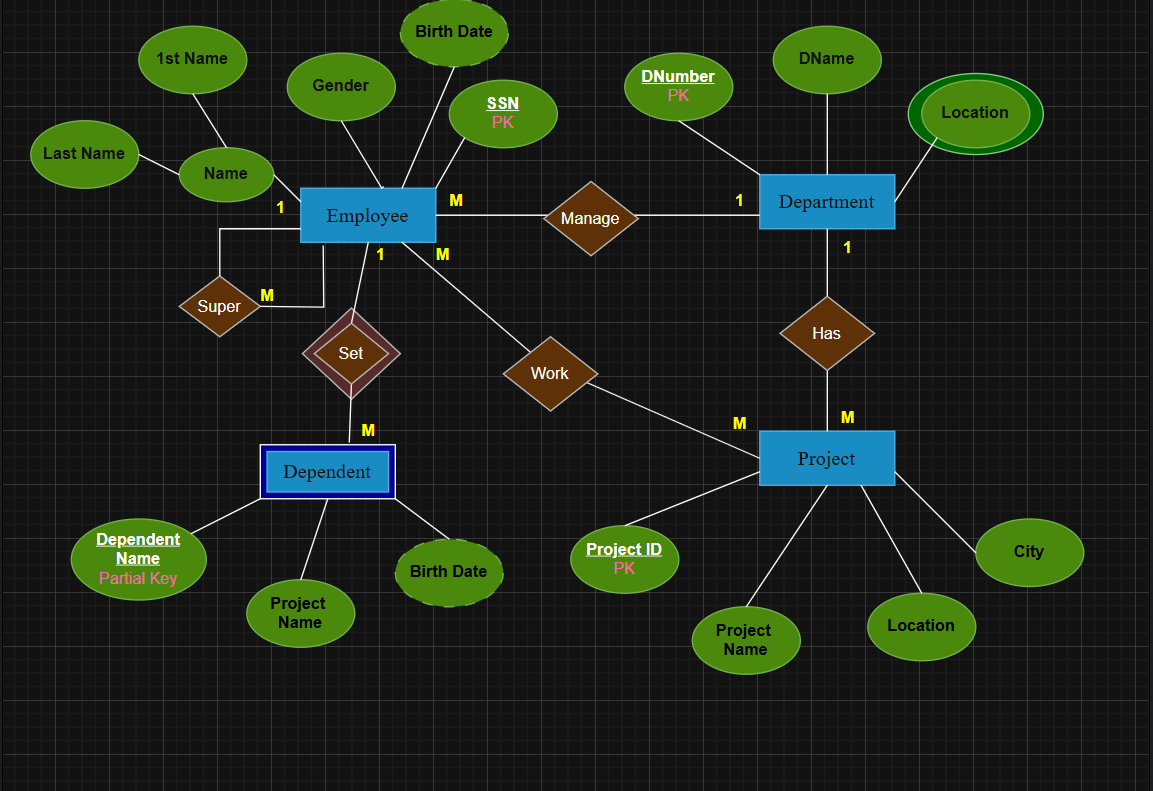 Birth Date
1st Name
DName
Gender
DNumber
PK
SSN
PK
Location
Last Name
Name
M
1
1
Employee
Manage
Department
1
M
1
M
Super
Set
Has
Work
M
M
M
Dependent
Project
Dependent
Name
Partial Key
Project ID
PK
City
Birth Date
Project
Name
Location
Project
Name